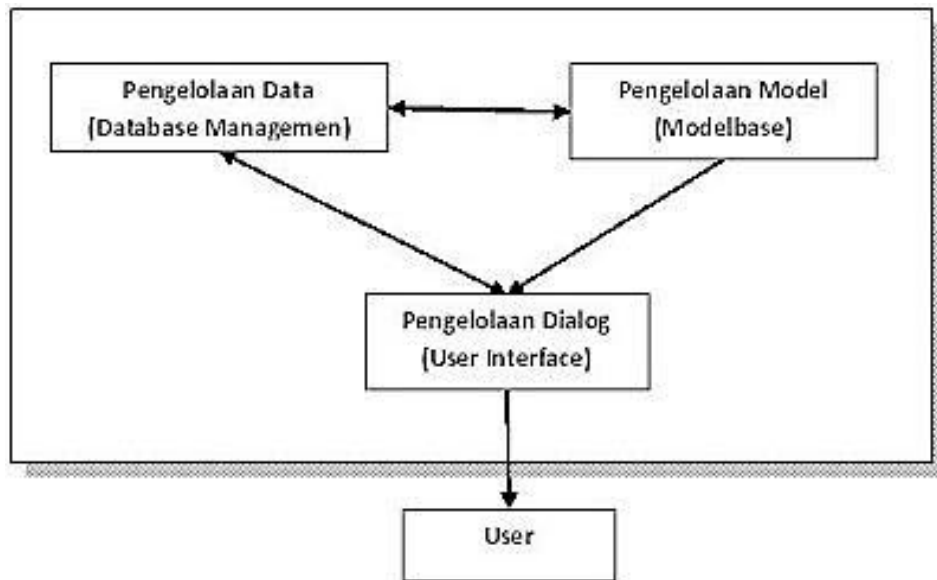 Pengelolaan Data
(Database Managemen)
Pengelolaan Model
(Modelbase)
Pengelolaan Dialog
(User Interface)
User